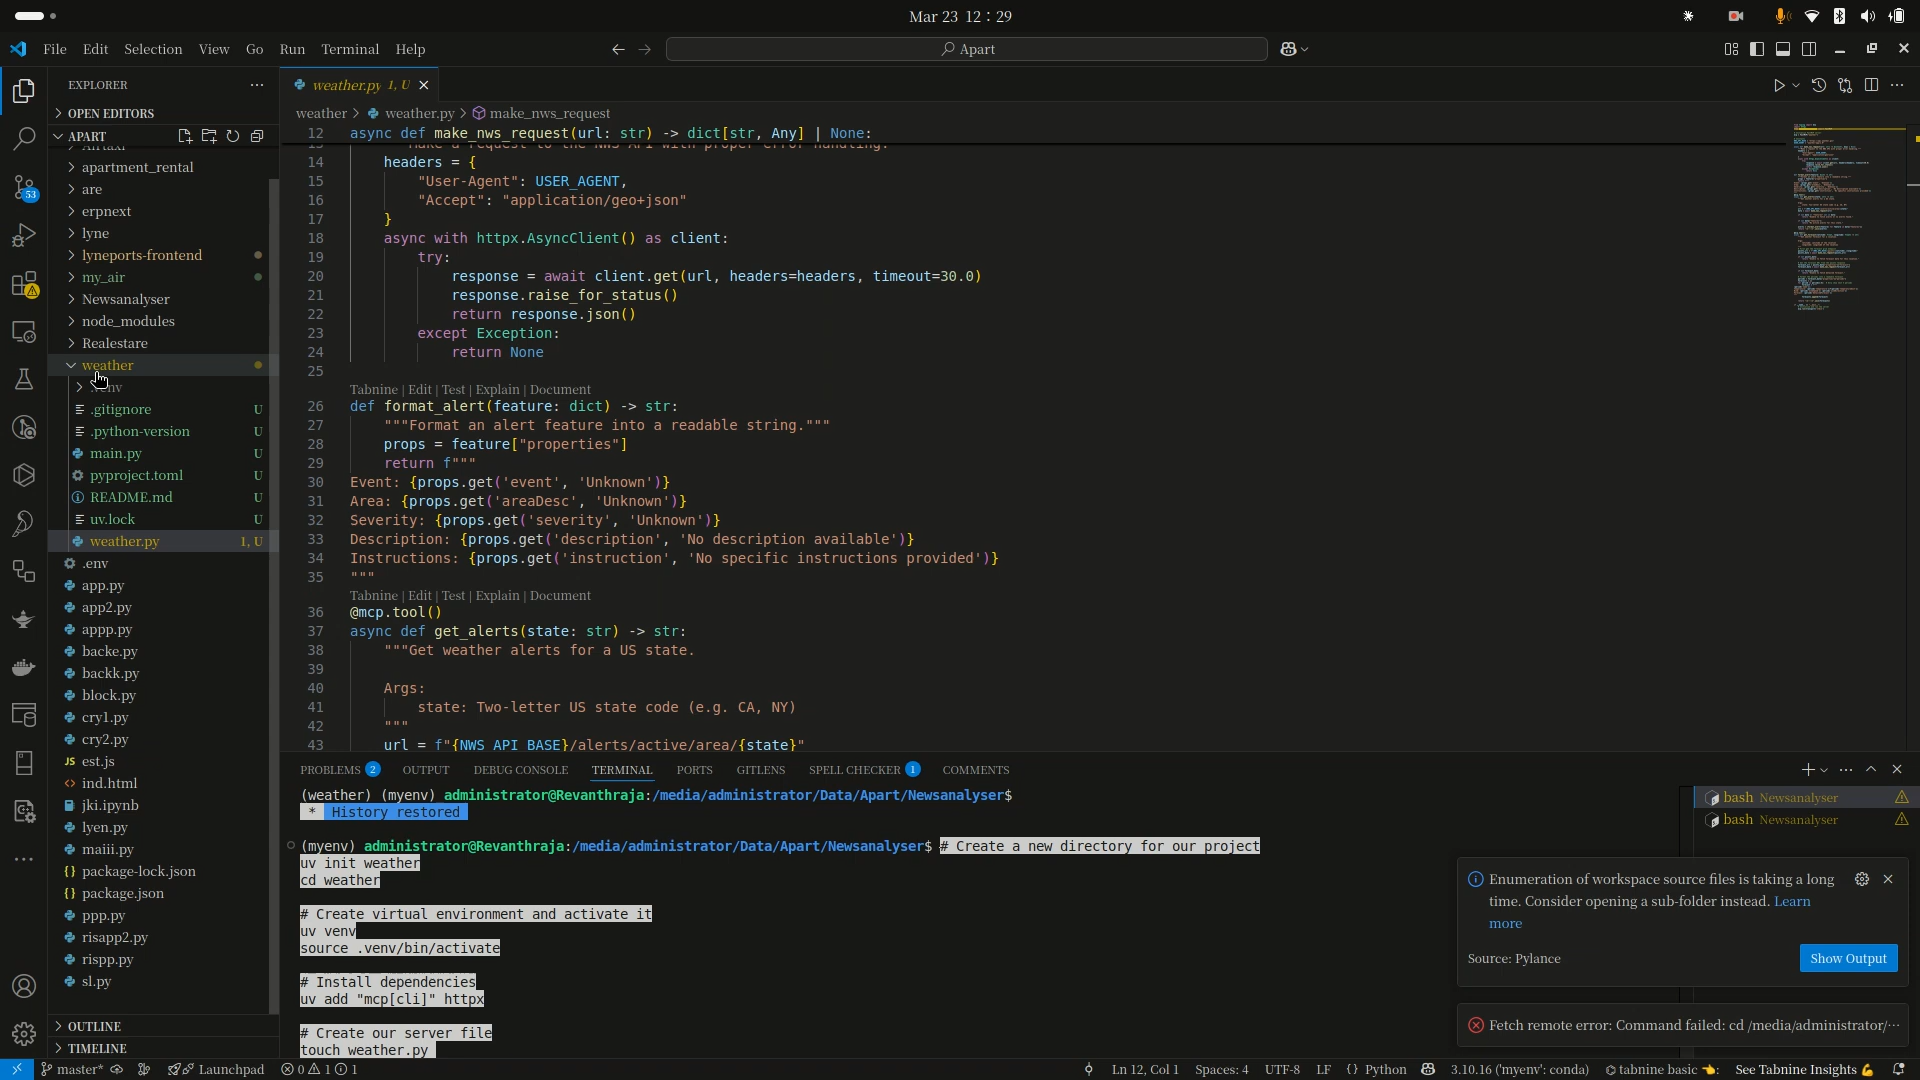 Mar 23 12 : 29
File Edit Selection View Go Run Terminal Help
Apart
EXPLORER
OPEN EDITORS
APART
apartment_rental
are
erpnext
lyne
lyneports-frontend
my_air
Newsanalyser
node_modules
Realestare
weather
.gitignore U
.python-version U
main.py U
pyproject.toml U
README.md U
uv.lock U
weather.py 1, U
.env
app.py
app2.py
appp.py
backe.py
backk.py
block.py
cry1.py
cry2.py
JS est.js
ind.html
jki.ipynb
lyen.py
maiii.py
package-lock.json
package.json
ppp.py
risapp2.py
rispp.py
sl.py
OUTLINE
TIMELINE
53
weather.py 1, U
weather > weather.py > make_nws_request
12 async def make_nws_request(url: str) -> dict[str, Any] | None:
14 headers = {
15 "User-Agent": USER_AGENT,
16 "Accept": "application/geo+json"
17 }
18 async with httpx.AsyncClient() as client:
19 try:
20 response = await client.get(url, headers=headers, timeout=30.0)
21 response.raise_for_status()
22 return response.json()
23 except Exception:
24 return None
25
Tabnine | Edit | Test | Explain | Document
26 def format_alert(feature: dict) -> str:
27 """Format an alert feature into a readable string."""
28 props = feature["properties"]
29 return f"""
30 Event: {props.get('event', 'Unknown')}
31 Area: {props.get('areaDesc', 'Unknown')}
32 Severity: {props.get('severity', 'Unknown')}
33 Description: {props.get('description', 'No description available')}
34 Instructions: {props.get('instruction', 'No specific instructions provided')}
35 """
Tabnine | Edit | Test | Explain | Document
36 @mcp.tool()
37 async def get_alerts(state: str) -> str:
38 """Get weather alerts for a US state.
39
40 Args:
41 state: Two-letter US state code (e.g. CA, NY)
42 """
43 url = f"{NWS_API_BASE}/alerts/active/area/{state}"
PROBLEMS 2 OUTPUT DEBUG CONSOLE TERMINAL PORTS GITLENS SPELL CHECKER 1 COMMENTS
(weather) (myenv) administrator@Revanthraja:/media/administrator/Data/Apart/Newsanalyser$
* History restored
(myenv) administrator@Revanthraja:/media/administrator/Data/Apart/Newsanalyser$ # Create a new directory for our project
uv init weather
cd weather
# Create virtual environment and activate it
uv venv
source .venv/bin/activate
# Install dependencies
uv add "mcp[cli]" httpx
# Create our server file
touch weather.py
bash Newsanalyser
bash Newsanalyser
Enumeration of workspace source files is taking a long
time. Consider opening a sub-folder instead. Learn
more
Source: Pylance
Show Output
Fetch remote error: Command failed: cd /media/administrator/···
master* Launchpad 0 1 1 Ln 12, Col 1 Spaces: 4 UTF-8 LF { } Python 3.10.16 ('myenv': conda) tabnine basic See Tabnine Insights